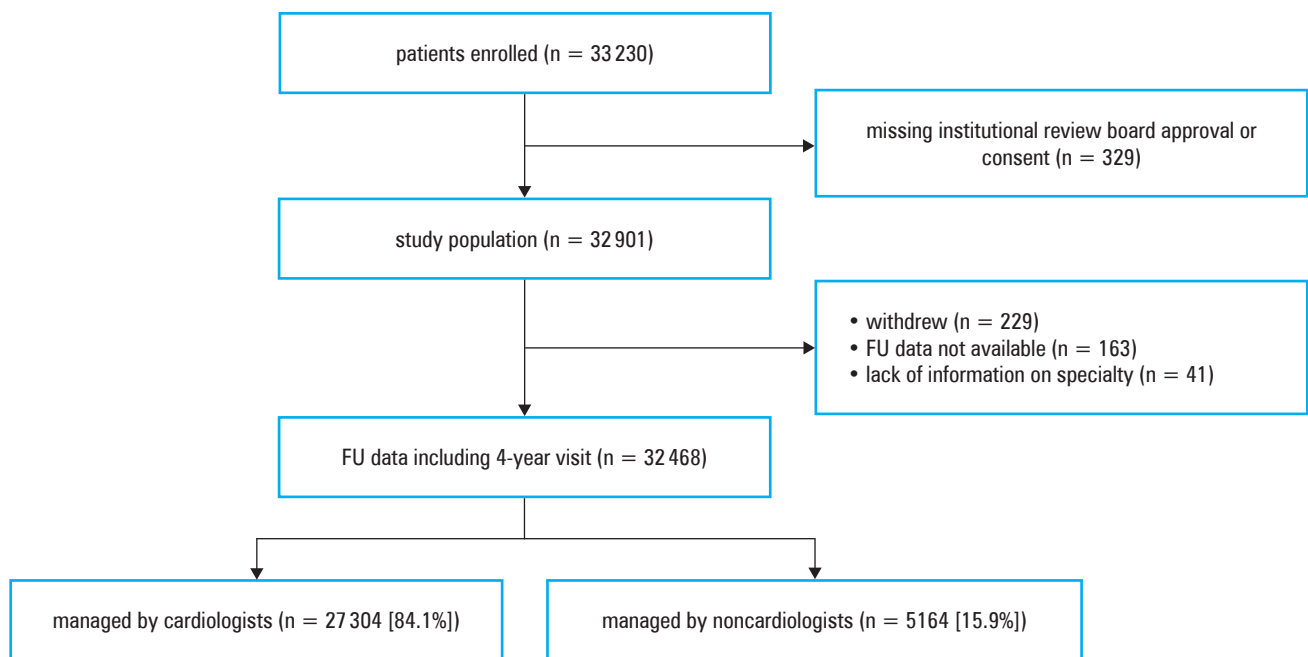 patients enrolled (n = 33 230)
missing institutional review board approval or
consent (n = 329)
study population (n = 32 901)
• withdrew (n = 229)
• FU data not available (n = 163)
• lack of information on specialty (n = 41)
FU data including 4-year visit (n = 32 468)
managed by cardiologists (n = 27 304 [84.1%])
managed by noncardiologists (n = 5164 [15.9%])